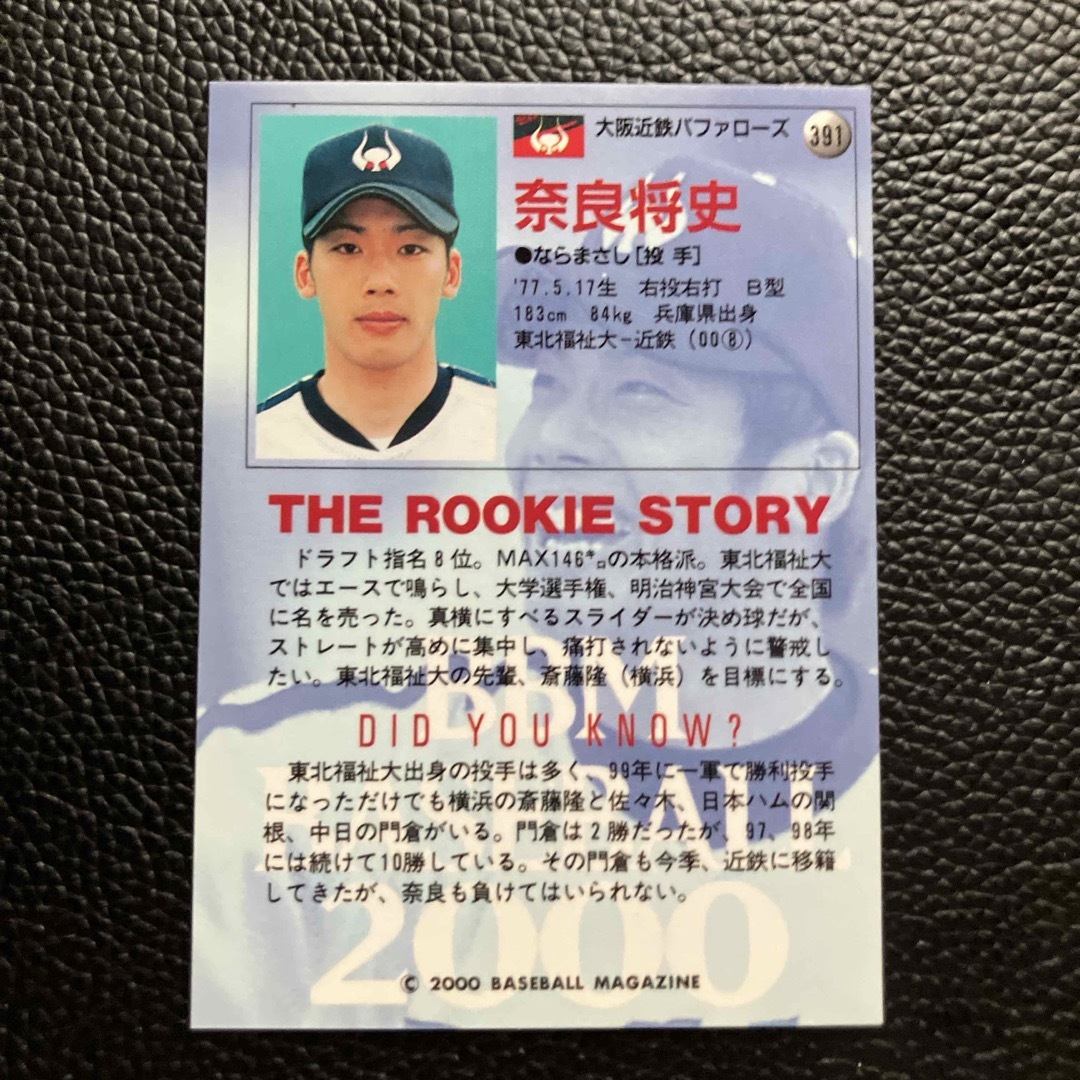 大阪近鉄バファローズ
391
奈良将史
●ならまさし[投 手]
'77.5.17生 右投右打 B型
183cm 84kg 兵庫県出身
東北福祉大－近鉄（00⑧）
THE ROOKIE STORY
ドラフト指名8位。MAX146㌔の本格派。東北福祉大
ではエースで鳴らし、大学選手権、明治神宮大会で全国
に名を売った。真横にすべるスライダーが決め球だが、
ストレートが高めに集中し、痛打されないように警戒し
たい。東北福祉大の先輩、斎藤隆（横浜）を目標にする。
DID YOU KNOW?
東北福祉大出身の投手は多く、99年に一軍で勝利投手
になっただけでも横浜の斎藤隆と佐々木、日本ハムの関
根、中日の門倉がいる。門倉は2勝だったが、97、98年
には続けて10勝している。その門倉も今季、近鉄に移籍
してきたが、奈良も負けてはいられない。
BBM
BASEBALL
2000
© 2000 BASEBALL MAGAZINE